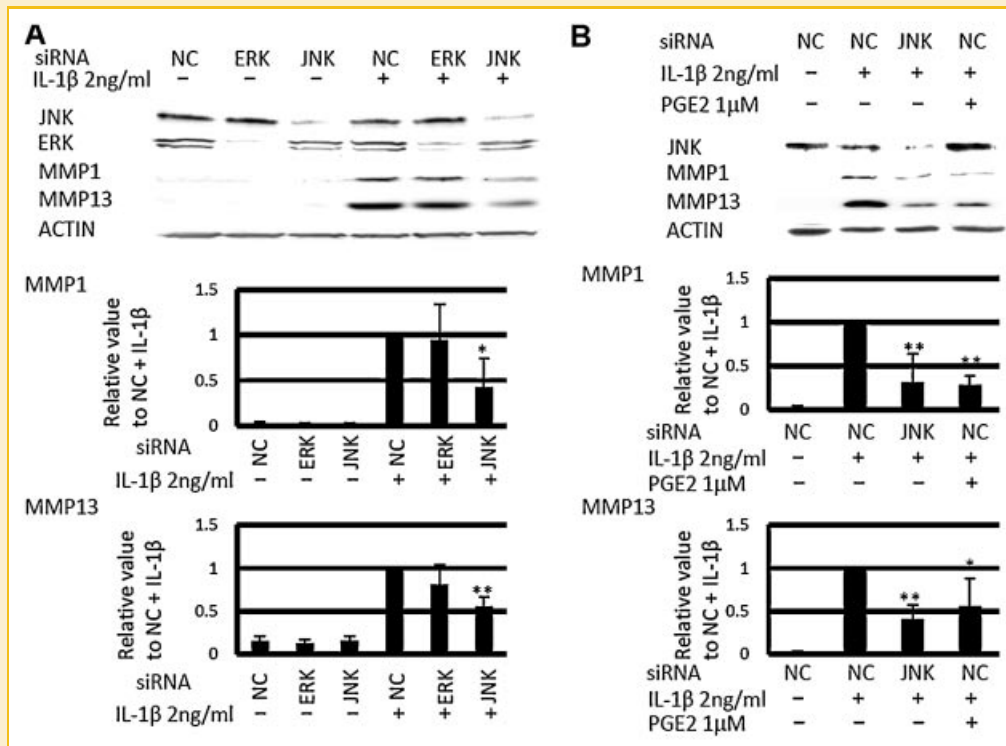 A
siRNA NC ERK JNK NC ERK JNK
IL-1β 2ng/ml − − − + + +
JNK
ERK
MMP1
MMP13
ACTIN
MMP1
Relative value
to NC + IL-1β
1.5
1
0.5
0
*
siRNA NC ERK JNK NC ERK JNK
IL-1β 2ng/ml − − − + + +
MMP13
Relative value
to NC + IL-1β
1.5
1
0.5
0
**
siRNA NC ERK JNK NC ERK JNK
IL-1β 2ng/ml − − − + + +
B
siRNA NC NC JNK NC
IL-1β 2ng/ml − + + +
PGE2 1μM − − − +
JNK
MMP1
MMP13
ACTIN
MMP1
Relative value
to NC + IL-1β
1.5
1
0.5
0
** **
siRNA NC NC JNK NC
IL-1β 2ng/ml − + + +
PGE2 1μM − − − +
MMP13
Relative value
to NC + IL-1β
1.5
1
0.5
0
** *
siRNA NC NC JNK NC
IL-1β 2ng/ml − + + +
PGE2 1μM − − − +